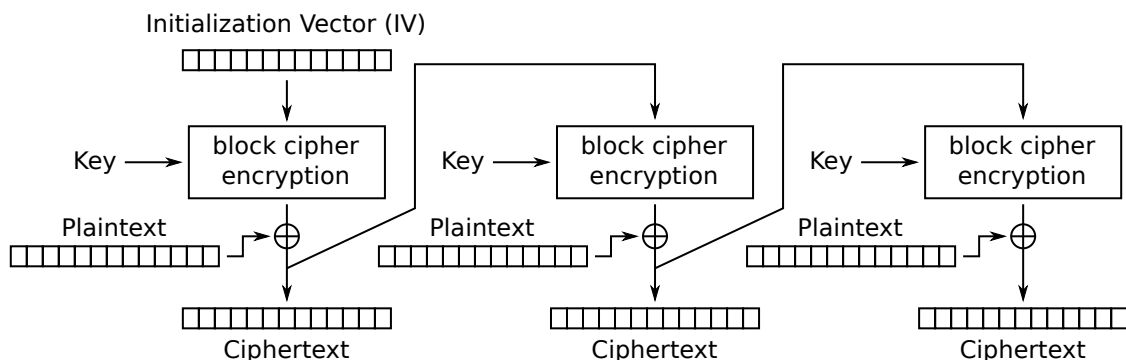 Initialization Vector (IV)
Key
block cipher
encryption
Key
block cipher
encryption
Key
block cipher
encryption
Plaintext
Plaintext
Plaintext
Ciphertext
Ciphertext
Ciphertext